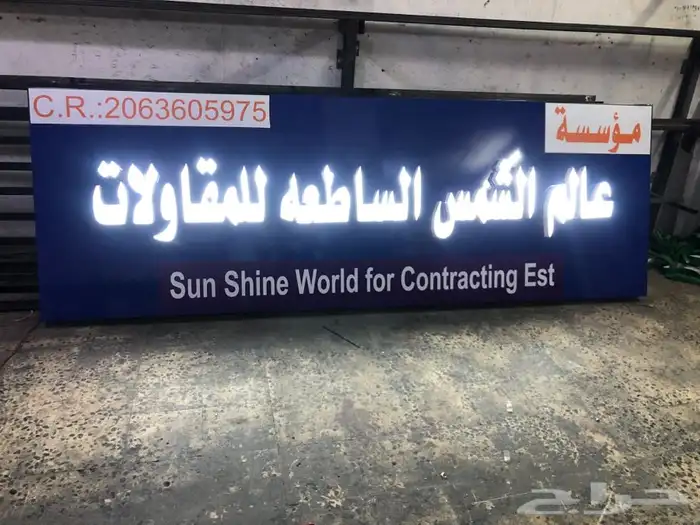 C.R.:2063605975
مؤسسة
عالم الشمس الساطعه للمقاولات
Sun Shine World for Contracting Est
حراج